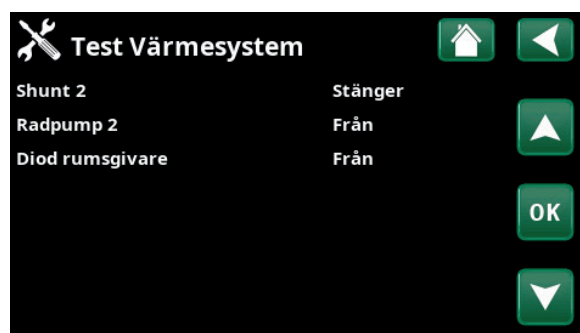 Test Värmesystem
Shunt 2 Stänger
Radpump 2 Från
Diod rumsgivare Från
OK